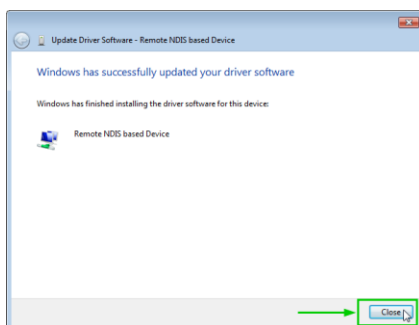 Update Driver Software - Remote NDIS based Device
Windows has successfully updated your driver software
Windows has finished installing the driver software for this device:
Remote NDIS based Device
Close